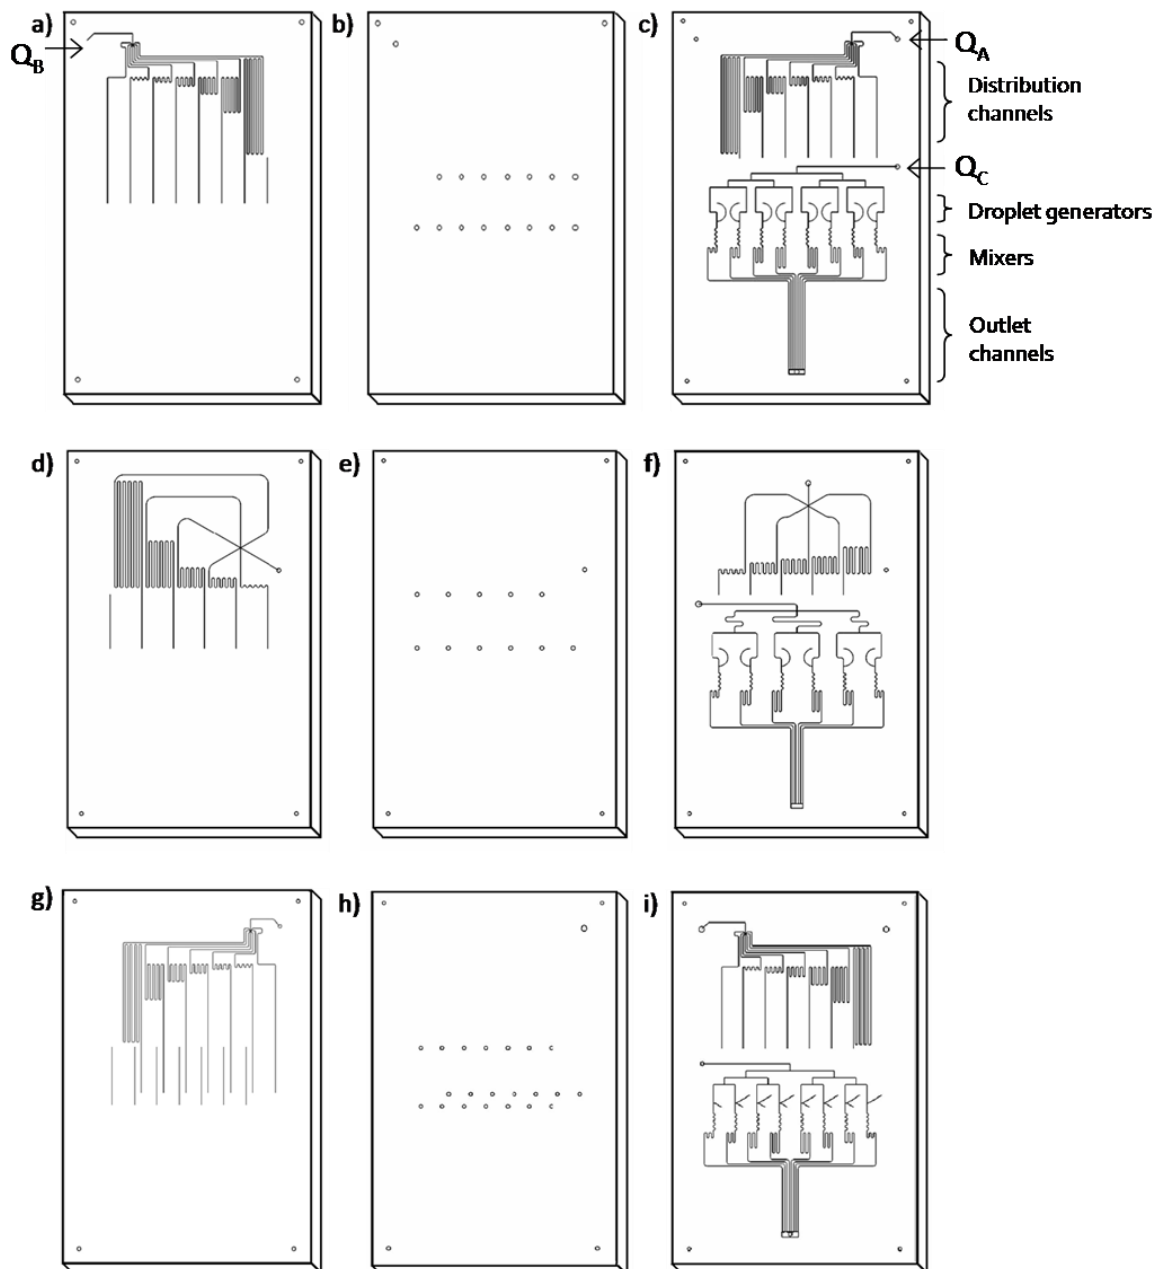 a)
b)
c)
Q_B
Q_A
Distribution
channels
Q_C
Droplet generators
Mixers
Outlet
channels
d)
e)
f)
g)
h)
i)